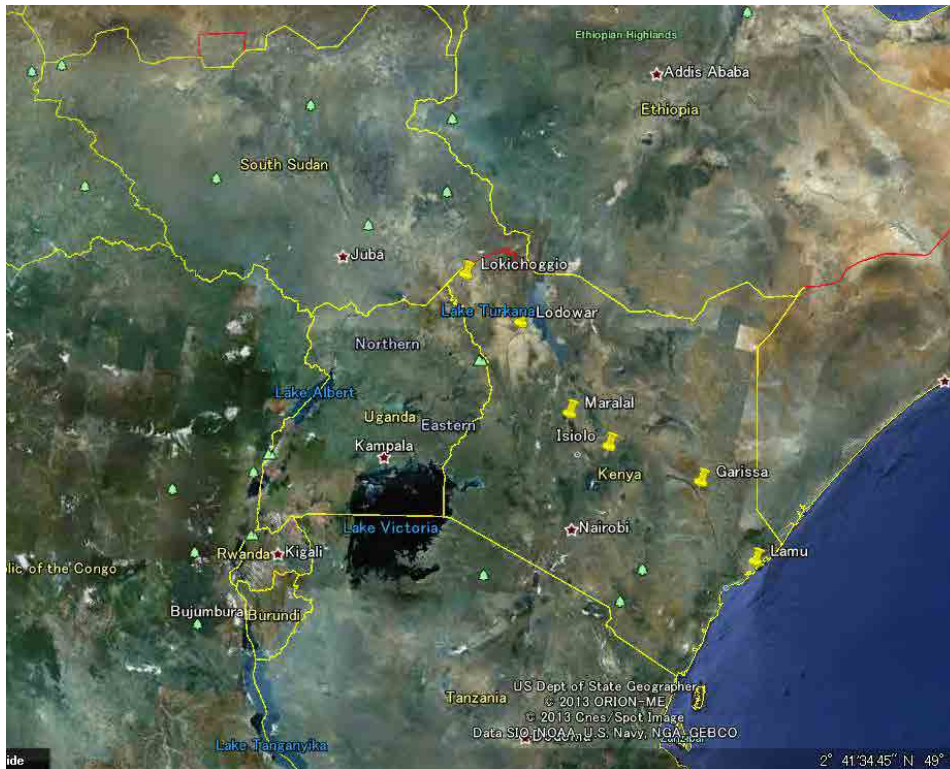 Ethiopian Highlands
Addis Ababa
Ethiopia
South Sudan
Juba
Lokichoggio
Lake Turkana
Lodowar
Northern
Lake Albert
Maralal
Uganda
Eastern
Isiolo
Kampala
Kenya
Garissa
Lake Victoria
Nairobi
Rwanda
Kigali
Lamu
lic of the Congo
Bujumbura
Burundi
Tanzania
US Dept of State Geographer
© 2013 ORION-ME
© 2013 Cnes/Spot Image
Data SIO, NOAA, U.S. Navy, NGA, GEBCO
Zanzibar
Lake Tanganyika
ide
2° 41'34.45" N 49°